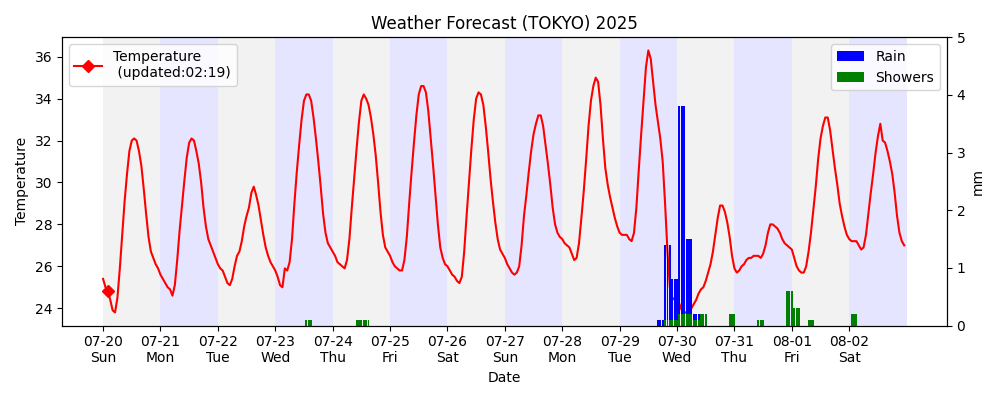 Weather Forecast (TOKYO) 2025
Temperature
(updated:02:19)
Rain
Showers
36
34
32
30
28
26
24
Temperature
5
4
3
2
1
0
mm
07-20 07-21 07-22 07-23 07-24 07-25 07-26 07-27 07-28 07-29 07-30 07-31 08-01 08-02
Sun Mon Tue Wed Thu Fri Sat Sun Mon Tue Wed Thu Fri Sat
Date